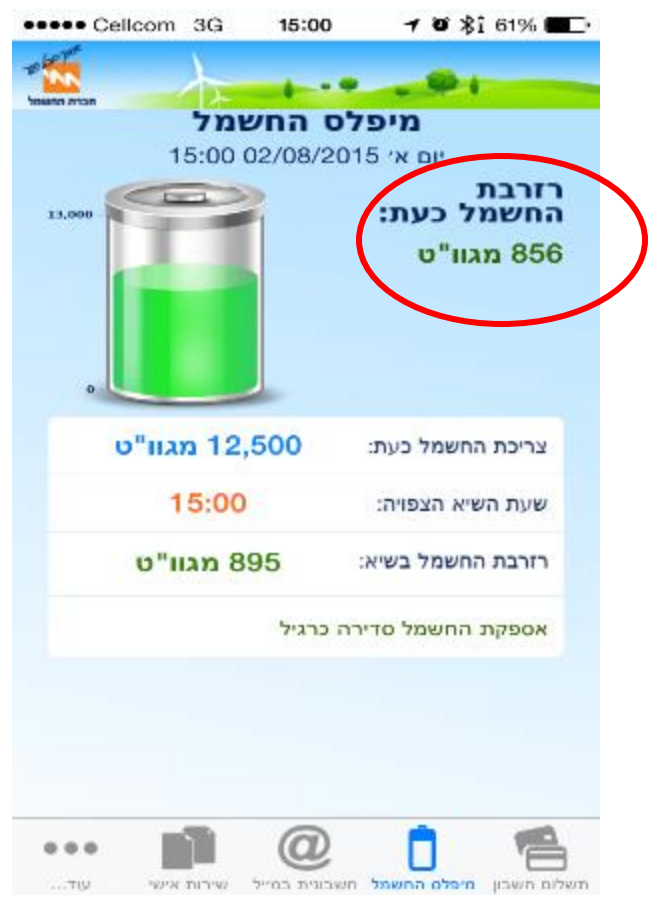 Cellcom 3G 15:00 61%
חברת החשמל
מיפלס החשמל
יום א׳ 02/08/2015 15:00
רזרבת
החשמל כעת:
856 מגוו"ט
13,000
0
צריכת החשמל כעת: 12,500 מגוו"ט
שעת השיא הצפויה: 15:00
רזרבת החשמל בשיא: 895 מגוו"ט
אספקת החשמל סדירה כרגיל
תשלום חשבון מיפלס החשמל חשבונית במייל שירות אישי עוד...